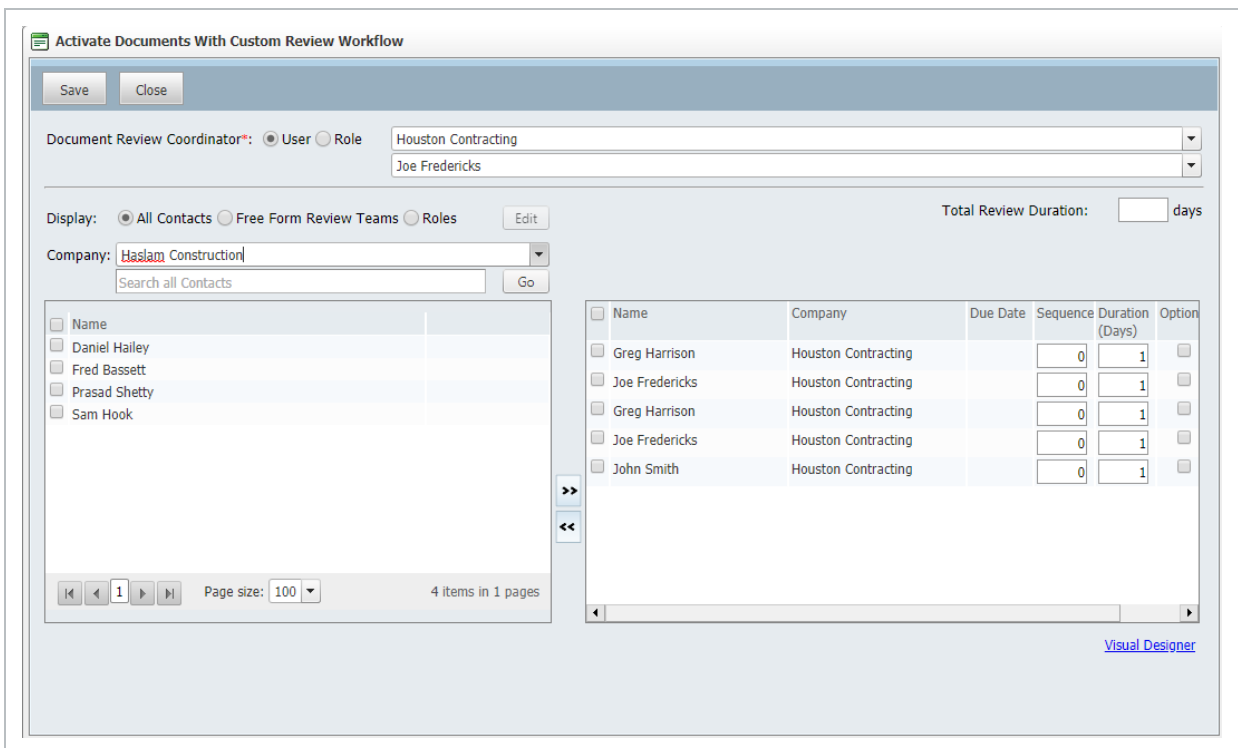 Activate Documents With Custom Review Workflow
Save Close
Document Review Coordinator*: User Role Houston Contracting
Joe Fredericks
Display: All Contacts Free Form Review Teams Roles Edit Total Review Duration: days
Company: Haslam Construction
Search all Contacts Go
Name
Daniel Hailey
Fred Bassett
Prasad Shetty
Sam Hook
1 Page size: 100 4 items in 1 pages
>>
<<
Name Company Due Date Sequence Duration Option
(Days)
Greg Harrison Houston Contracting 0 1
Joe Fredericks Houston Contracting 0 1
Greg Harrison Houston Contracting 0 1
Joe Fredericks Houston Contracting 0 1
John Smith Houston Contracting 0 1
Visual Designer